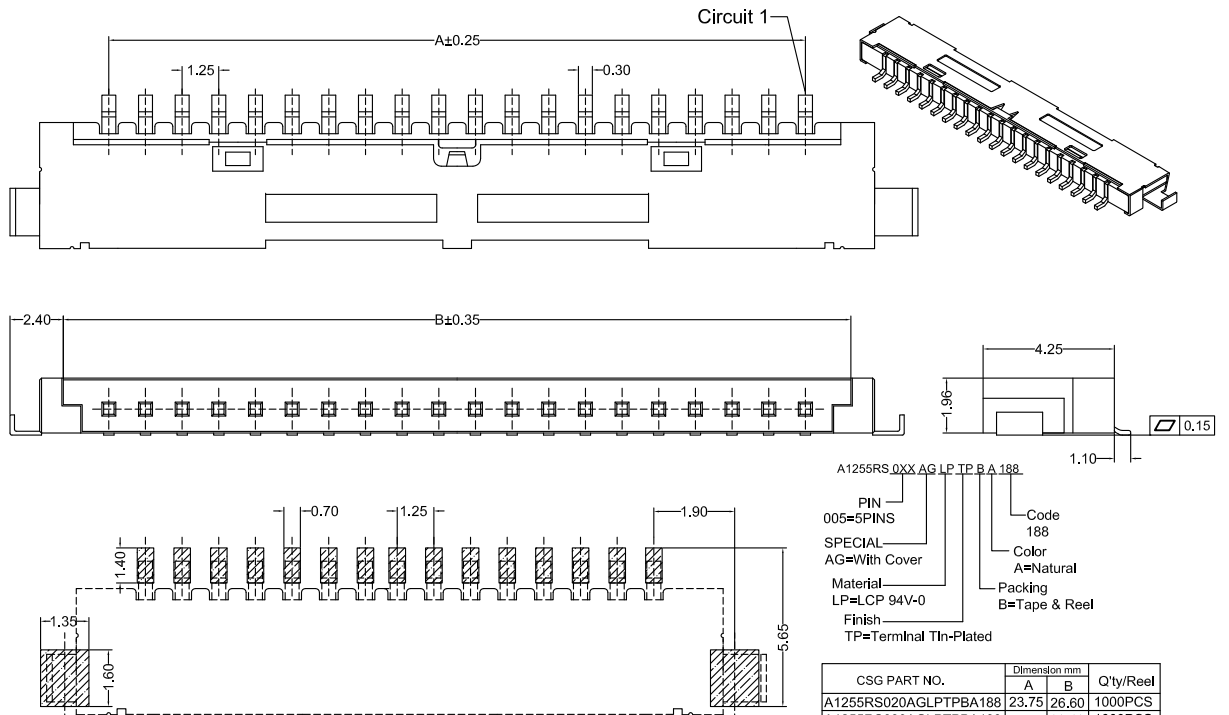 Circuit 1
A±0.25
1.25
0.30
2.40
B±0.35
4.25
1.96
0.15
1.10
A1255RS 0XX AG LP TP B A 188
PIN
005=5PINS
SPECIAL
AG=With Cover
Material
LP=LCP 94V-0
Finish
TP=Terminal Tin-Plated
Code
188
Color
A=Natural
Packing
B=Tape & Reel
0.70
1.25
1.90
1.40
1.35
1.60
5.65
CSG PART NO. Dimension mm Q'ty/Reel
A B
A1255RS020AGLPTPBA188 23.75 26.60 1000PCS